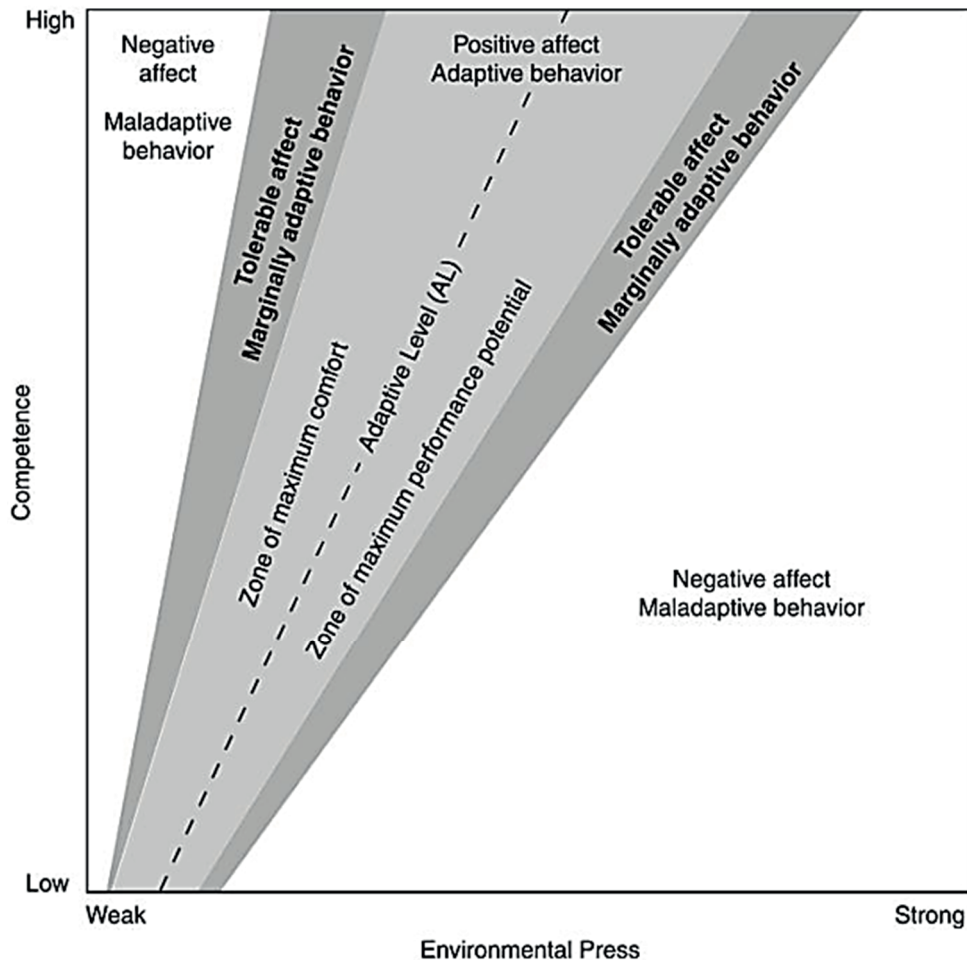 High
Negative
affect
Maladaptive
behavior
Tolerable affect
Marginally adaptive behavior
Positive affect
Adaptive behavior
Tolerable affect
Marginally adaptive behavior
Adaptive Level (AL)
Zone of maximum comfort
Zone of maximum performance potential
Competence
Negative affect
Maladaptive behavior
Low
Weak
Strong
Environmental Press